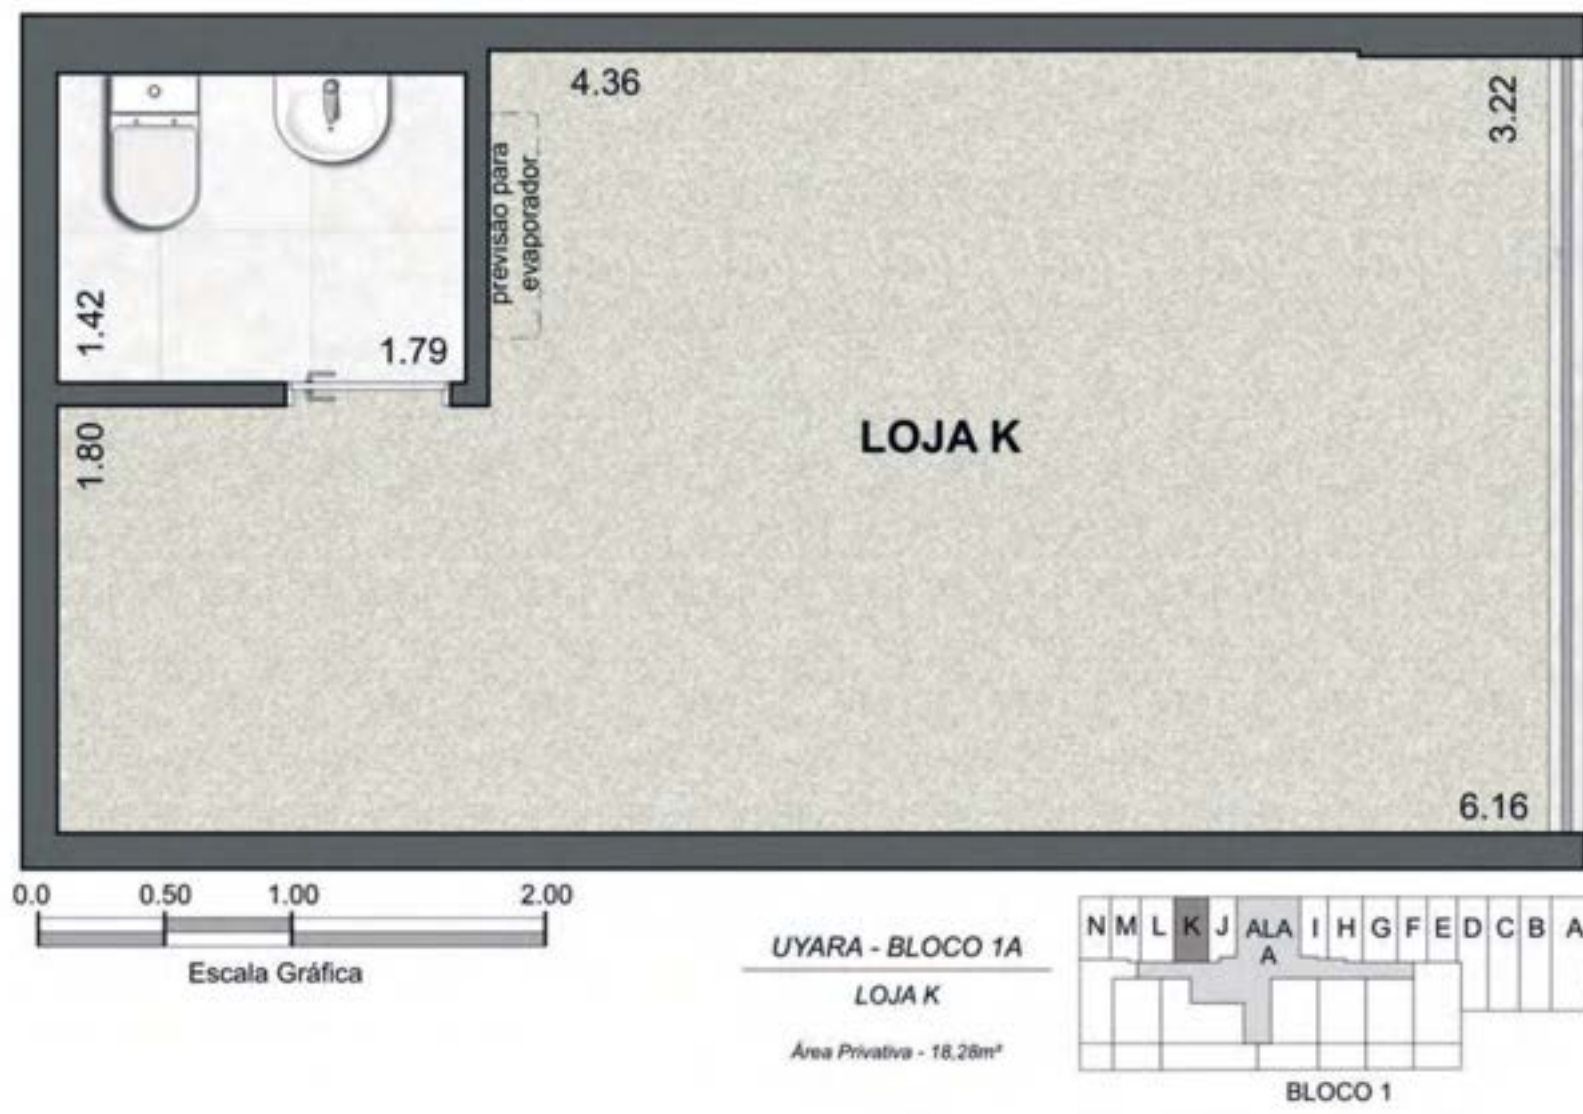 4.36
3.22
previsão para
evaporador
1.42
1.79
1.80
LOJA K
6.16
0.0 0.50 1.00 2.00
Escala Gráfica
UYARA - BLOCO 1A
LOJA K
Área Privativa - 18,28m²
N M L K J ALA I H G F E D C B A
A
BLOCO 1